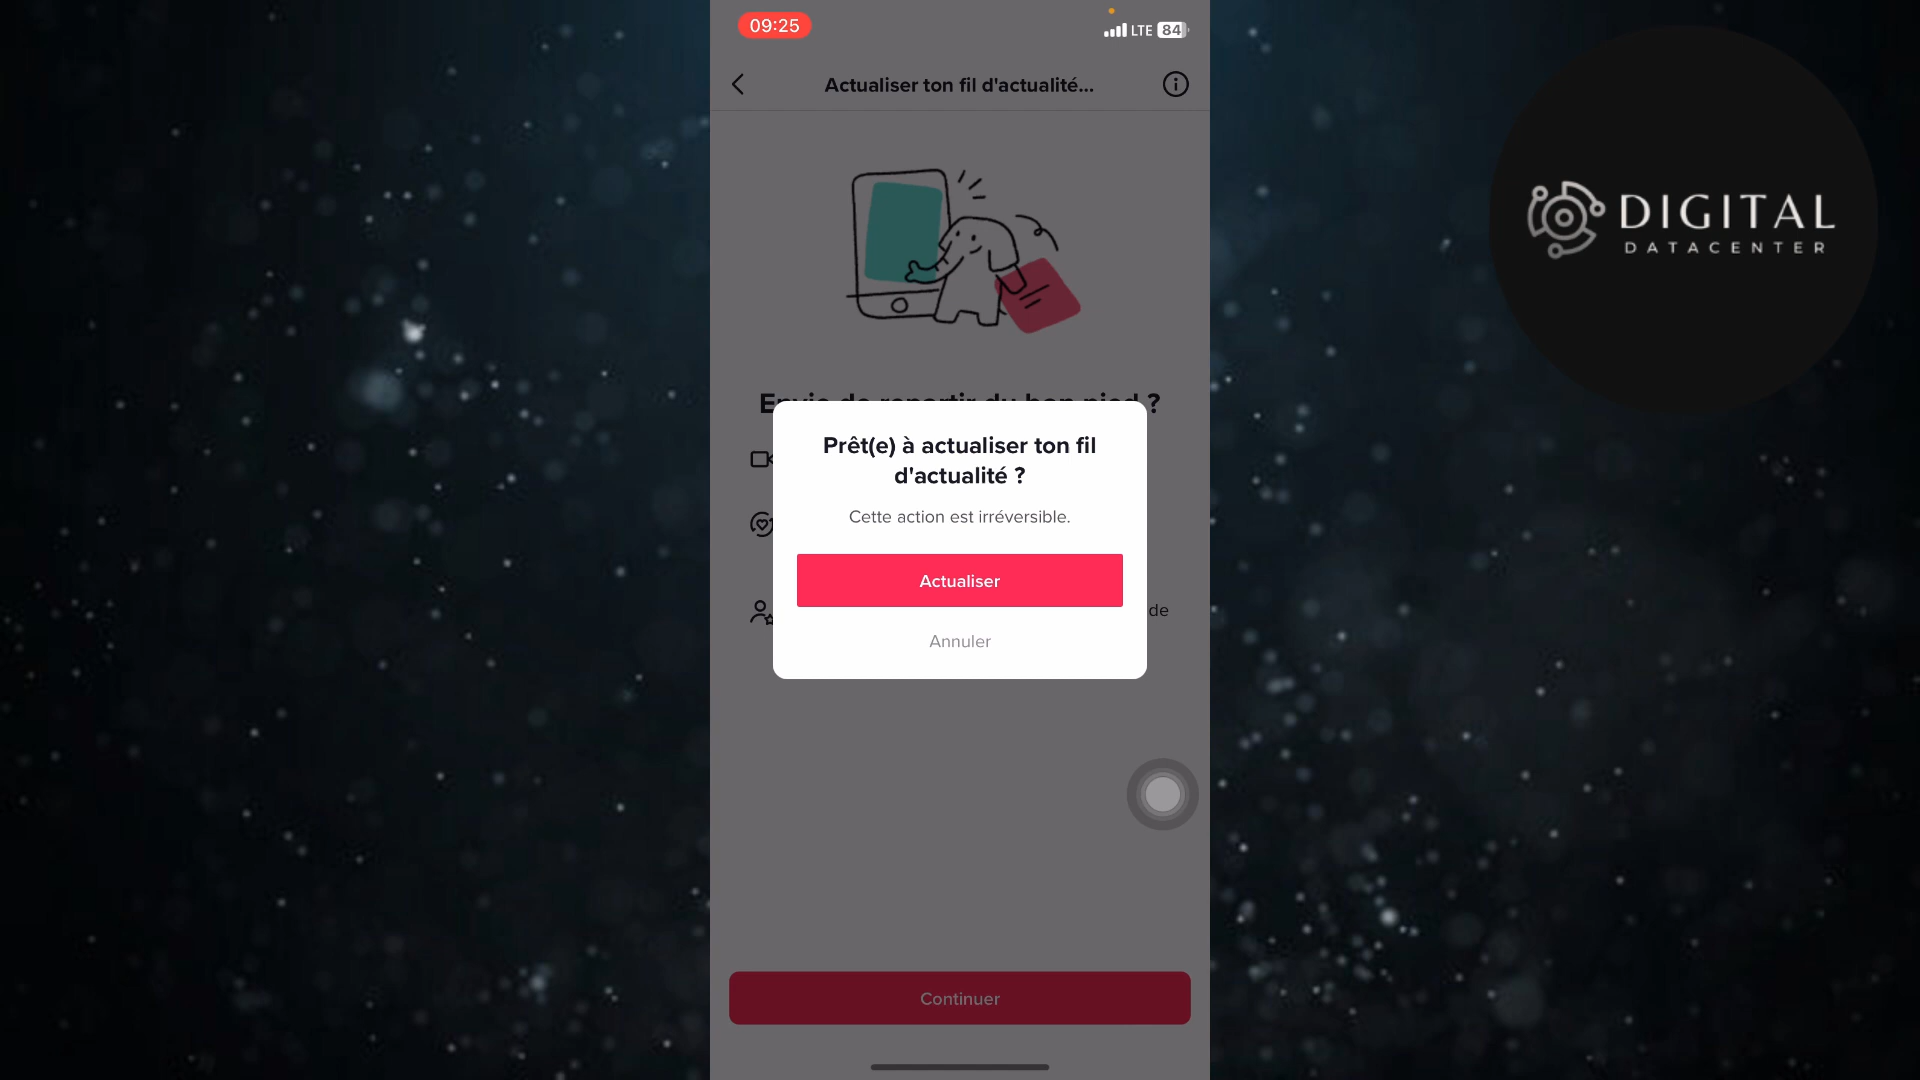 09:25
LTE 84
Actualiser ton fil d'actualité...
DIGITAL
DATACENTER
Prêt(e) à actualiser ton fil
d'actualité ?
Cette action est irréversible.
Actualiser
de
Annuler
Continuer